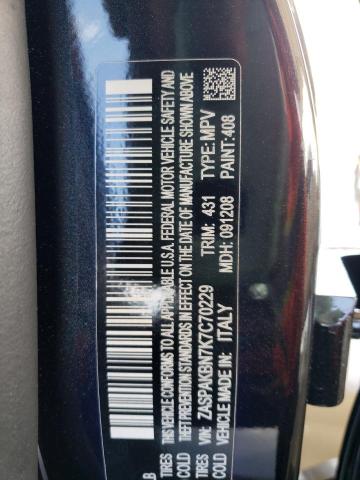 LB
COLD
THIS VEHICLE CONFORMS TO ALL APPLICABLE U.S.A. FEDERAL MOTOR VEHICLE SAFETY AND
THEFT PREVENTION STANDARDS IN EFFECT ON THE DATE OF MANUFACTURE SHOWN ABOVE
COLD
VIN: ZASPAKBN7K7C70229 TRIM: 431 TYPE: MPV
VEHICLE MADE IN: ITALY MDH: 091208 PAINT: 408